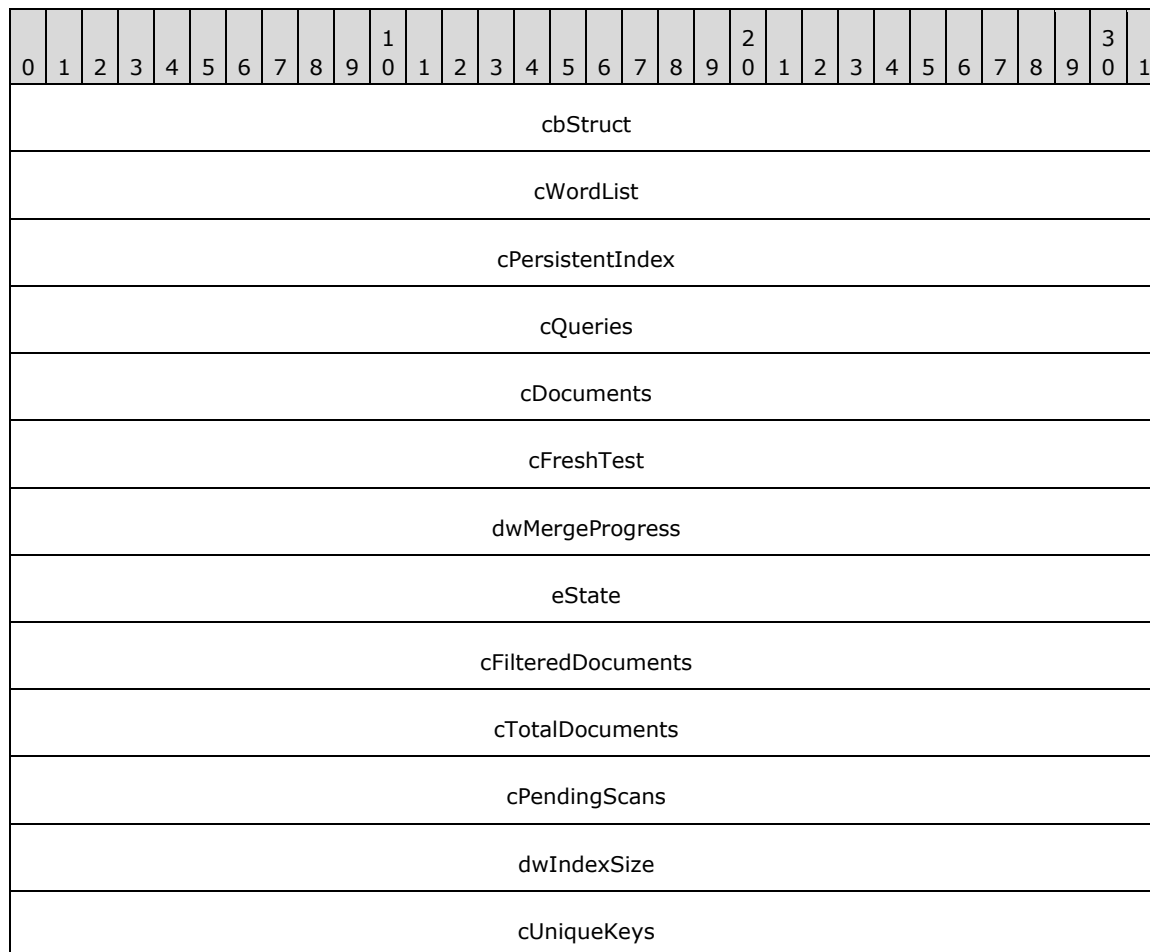 1 2 3
0 1 2 3 4 5 6 7 8 9 0 1 2 3 4 5 6 7 8 9 0 1 2 3 4 5 6 7 8 9 0 1
cbStruct
cWordList
cPersistentIndex
cQueries
cDocuments
cFreshTest
dwMergeProgress
eState
cFilteredDocuments
cTotalDocuments
cPendingScans
dwIndexSize
cUniqueKeys